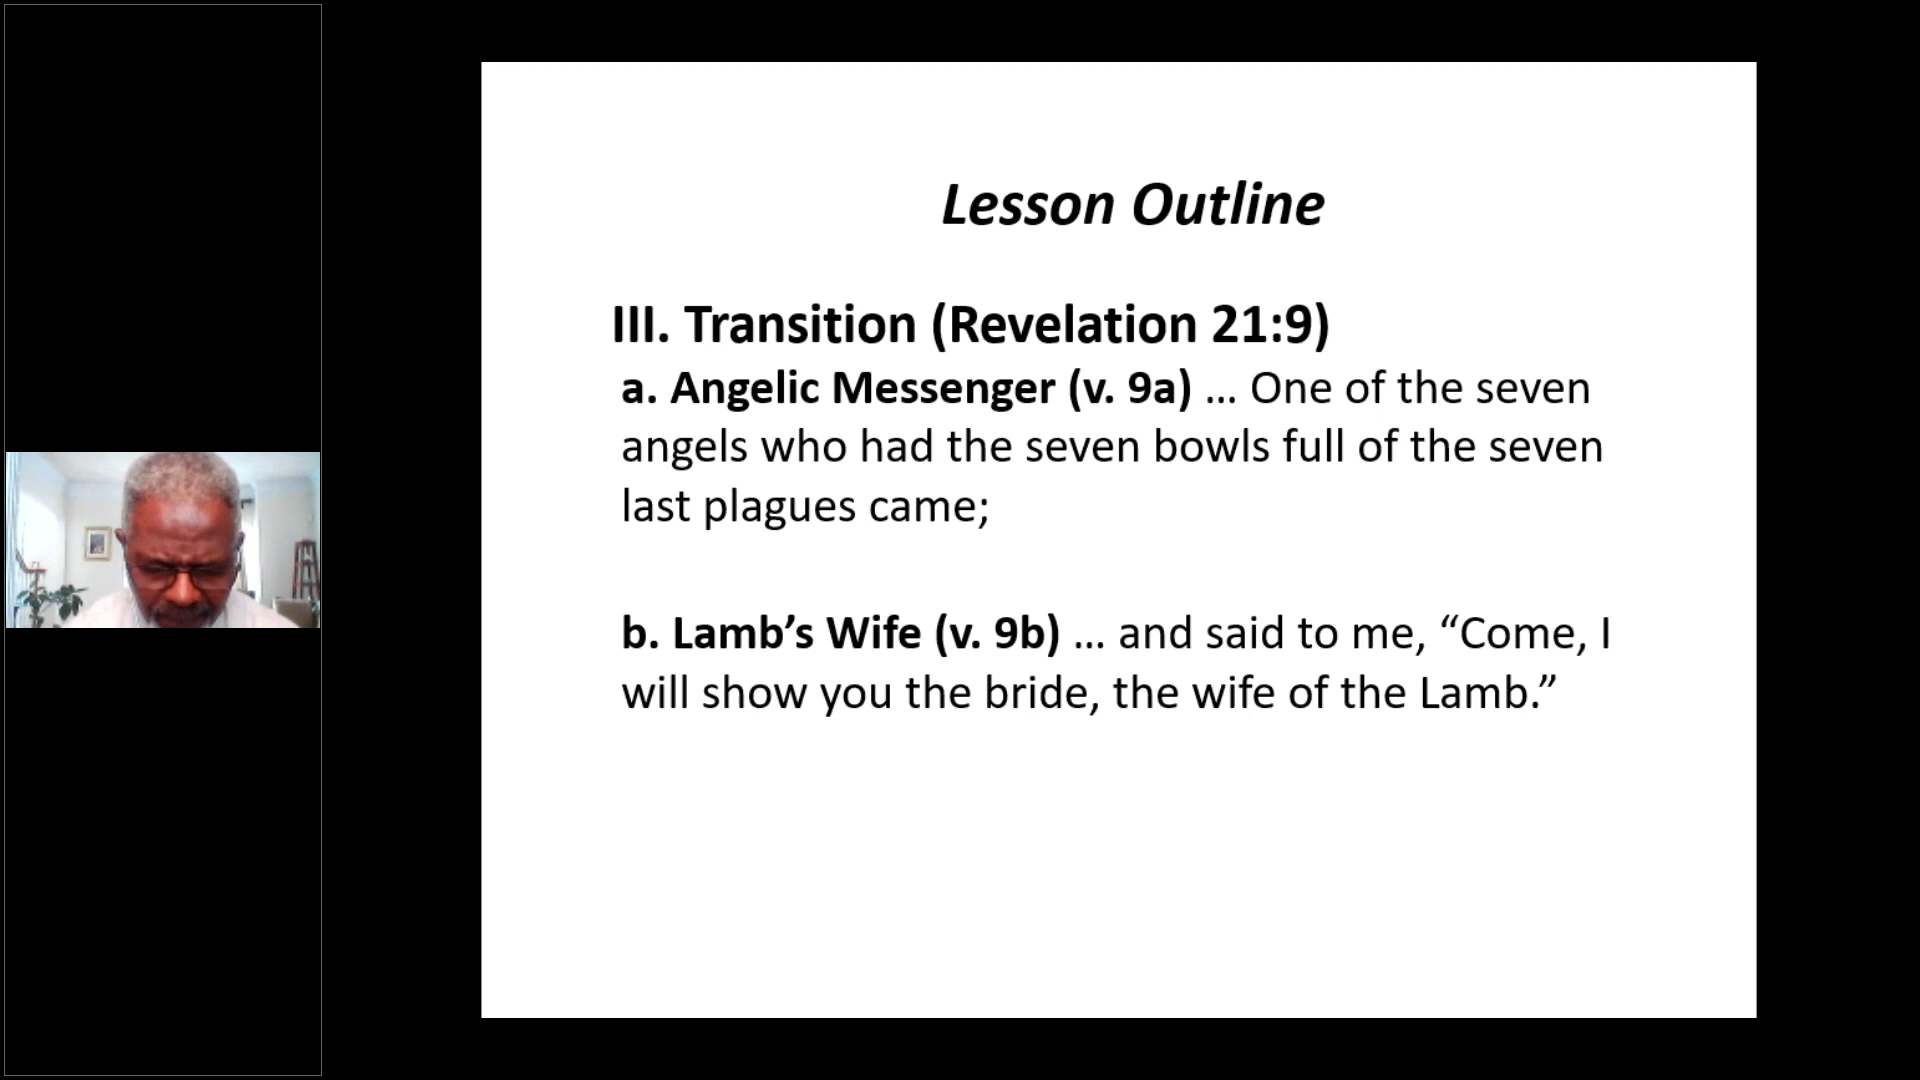 Lesson Outline
III. Transition (Revelation 21:9)
a. Angelic Messenger (v. 9a) … One of the seven
angels who had the seven bowls full of the seven
last plagues came;
b. Lamb’s Wife (v. 9b) … and said to me, “Come, I
will show you the bride, the wife of the Lamb.”